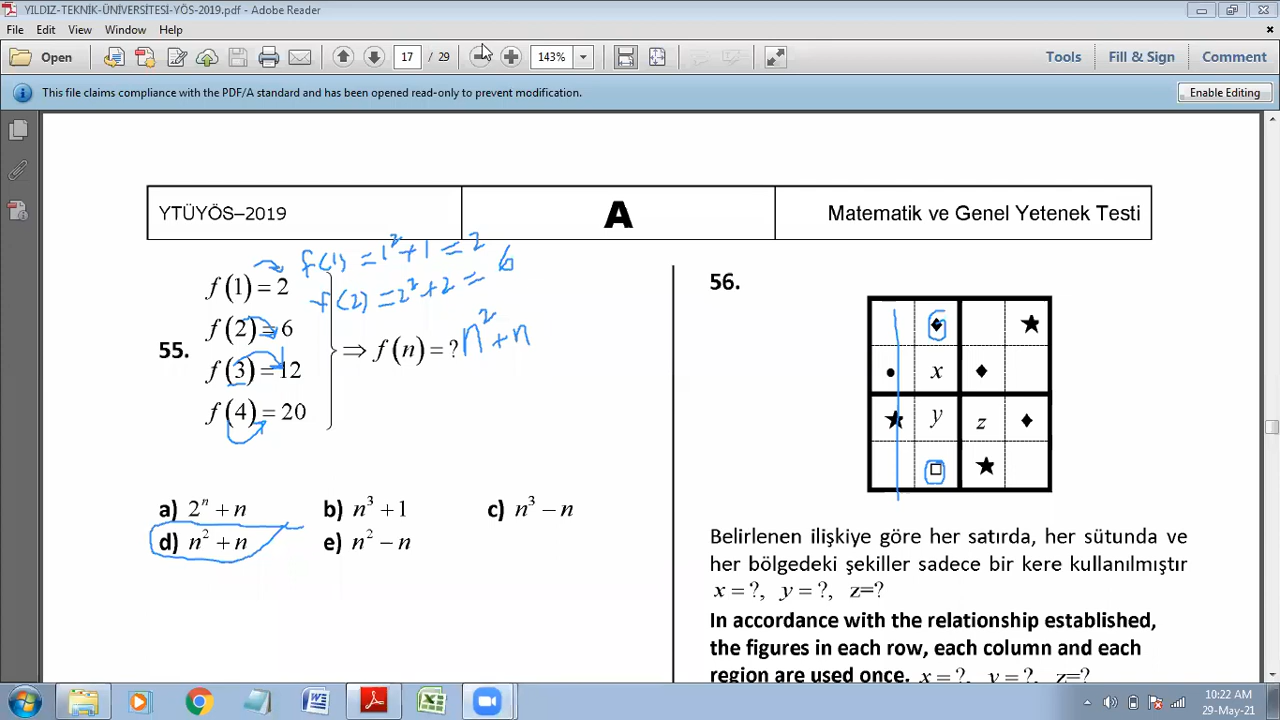 YILDIZ-TEKNIK-ÜNİVERSİTESI-YÖS-2019.pdf - Adobe Reader
File Edit View Window Help
Open 17 / 29 143% Tools Fill & Sign Comment
This file claims compliance with the PDF/A standard and has been opened read-only to prevent modification. Enable Editing
YTÜYÖS–2019 A Matematik ve Genel Yetenek Testi
f(1) = 1² + 1 = 2
f(2) = 2² + 2 = 6
55.
f(1) = 2
f(2) = 6
f(3) = 12
f(4) = 20
⇒ f(n) = ? n² + n
a) 2ⁿ + n b) n³ + 1 c) n³ − n
d) n² + n e) n² − n
56.
♦ ★
• x ♦
★ y z ♦
□ ★
Belirlenen ilişkiye göre her satırda, her sütunda ve
her bölgedeki şekiller sadece bir kere kullanılmıştır
x = ?, y = ?, z=?
In accordance with the relationship established,
the figures in each row, each column and each
region are used once. x = ?, y = ?, z=?
10:22 AM
29-May-21